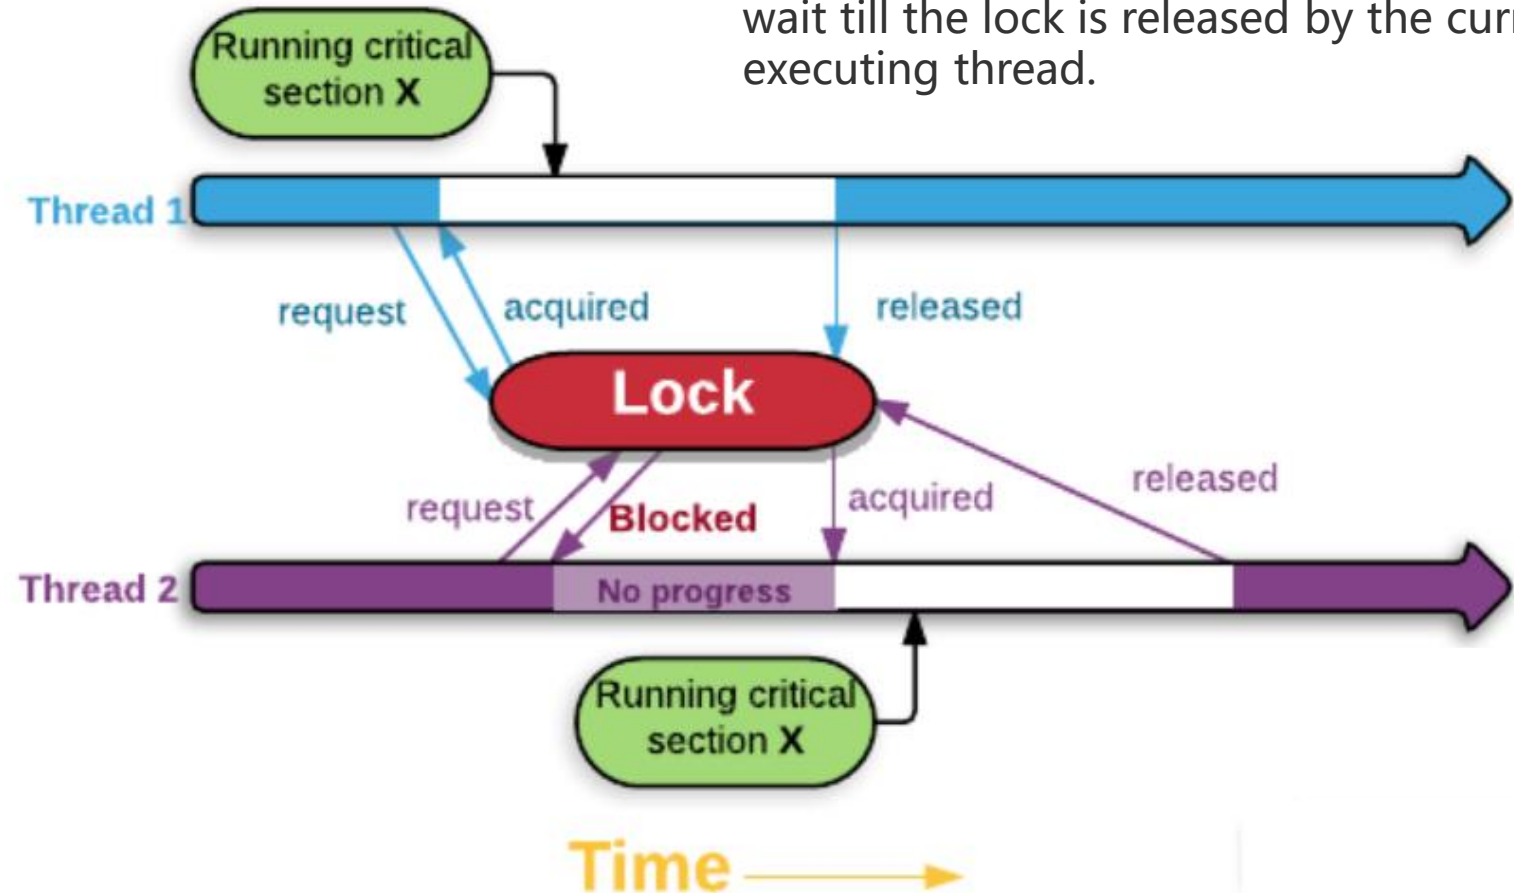 wait till the lock is released by the curr
executing thread.
Running critical
section X
Thread 1
request
acquired
released
Lock
request
Blocked
acquired
released
Thread 2
No progress
Running critical
section X
Time